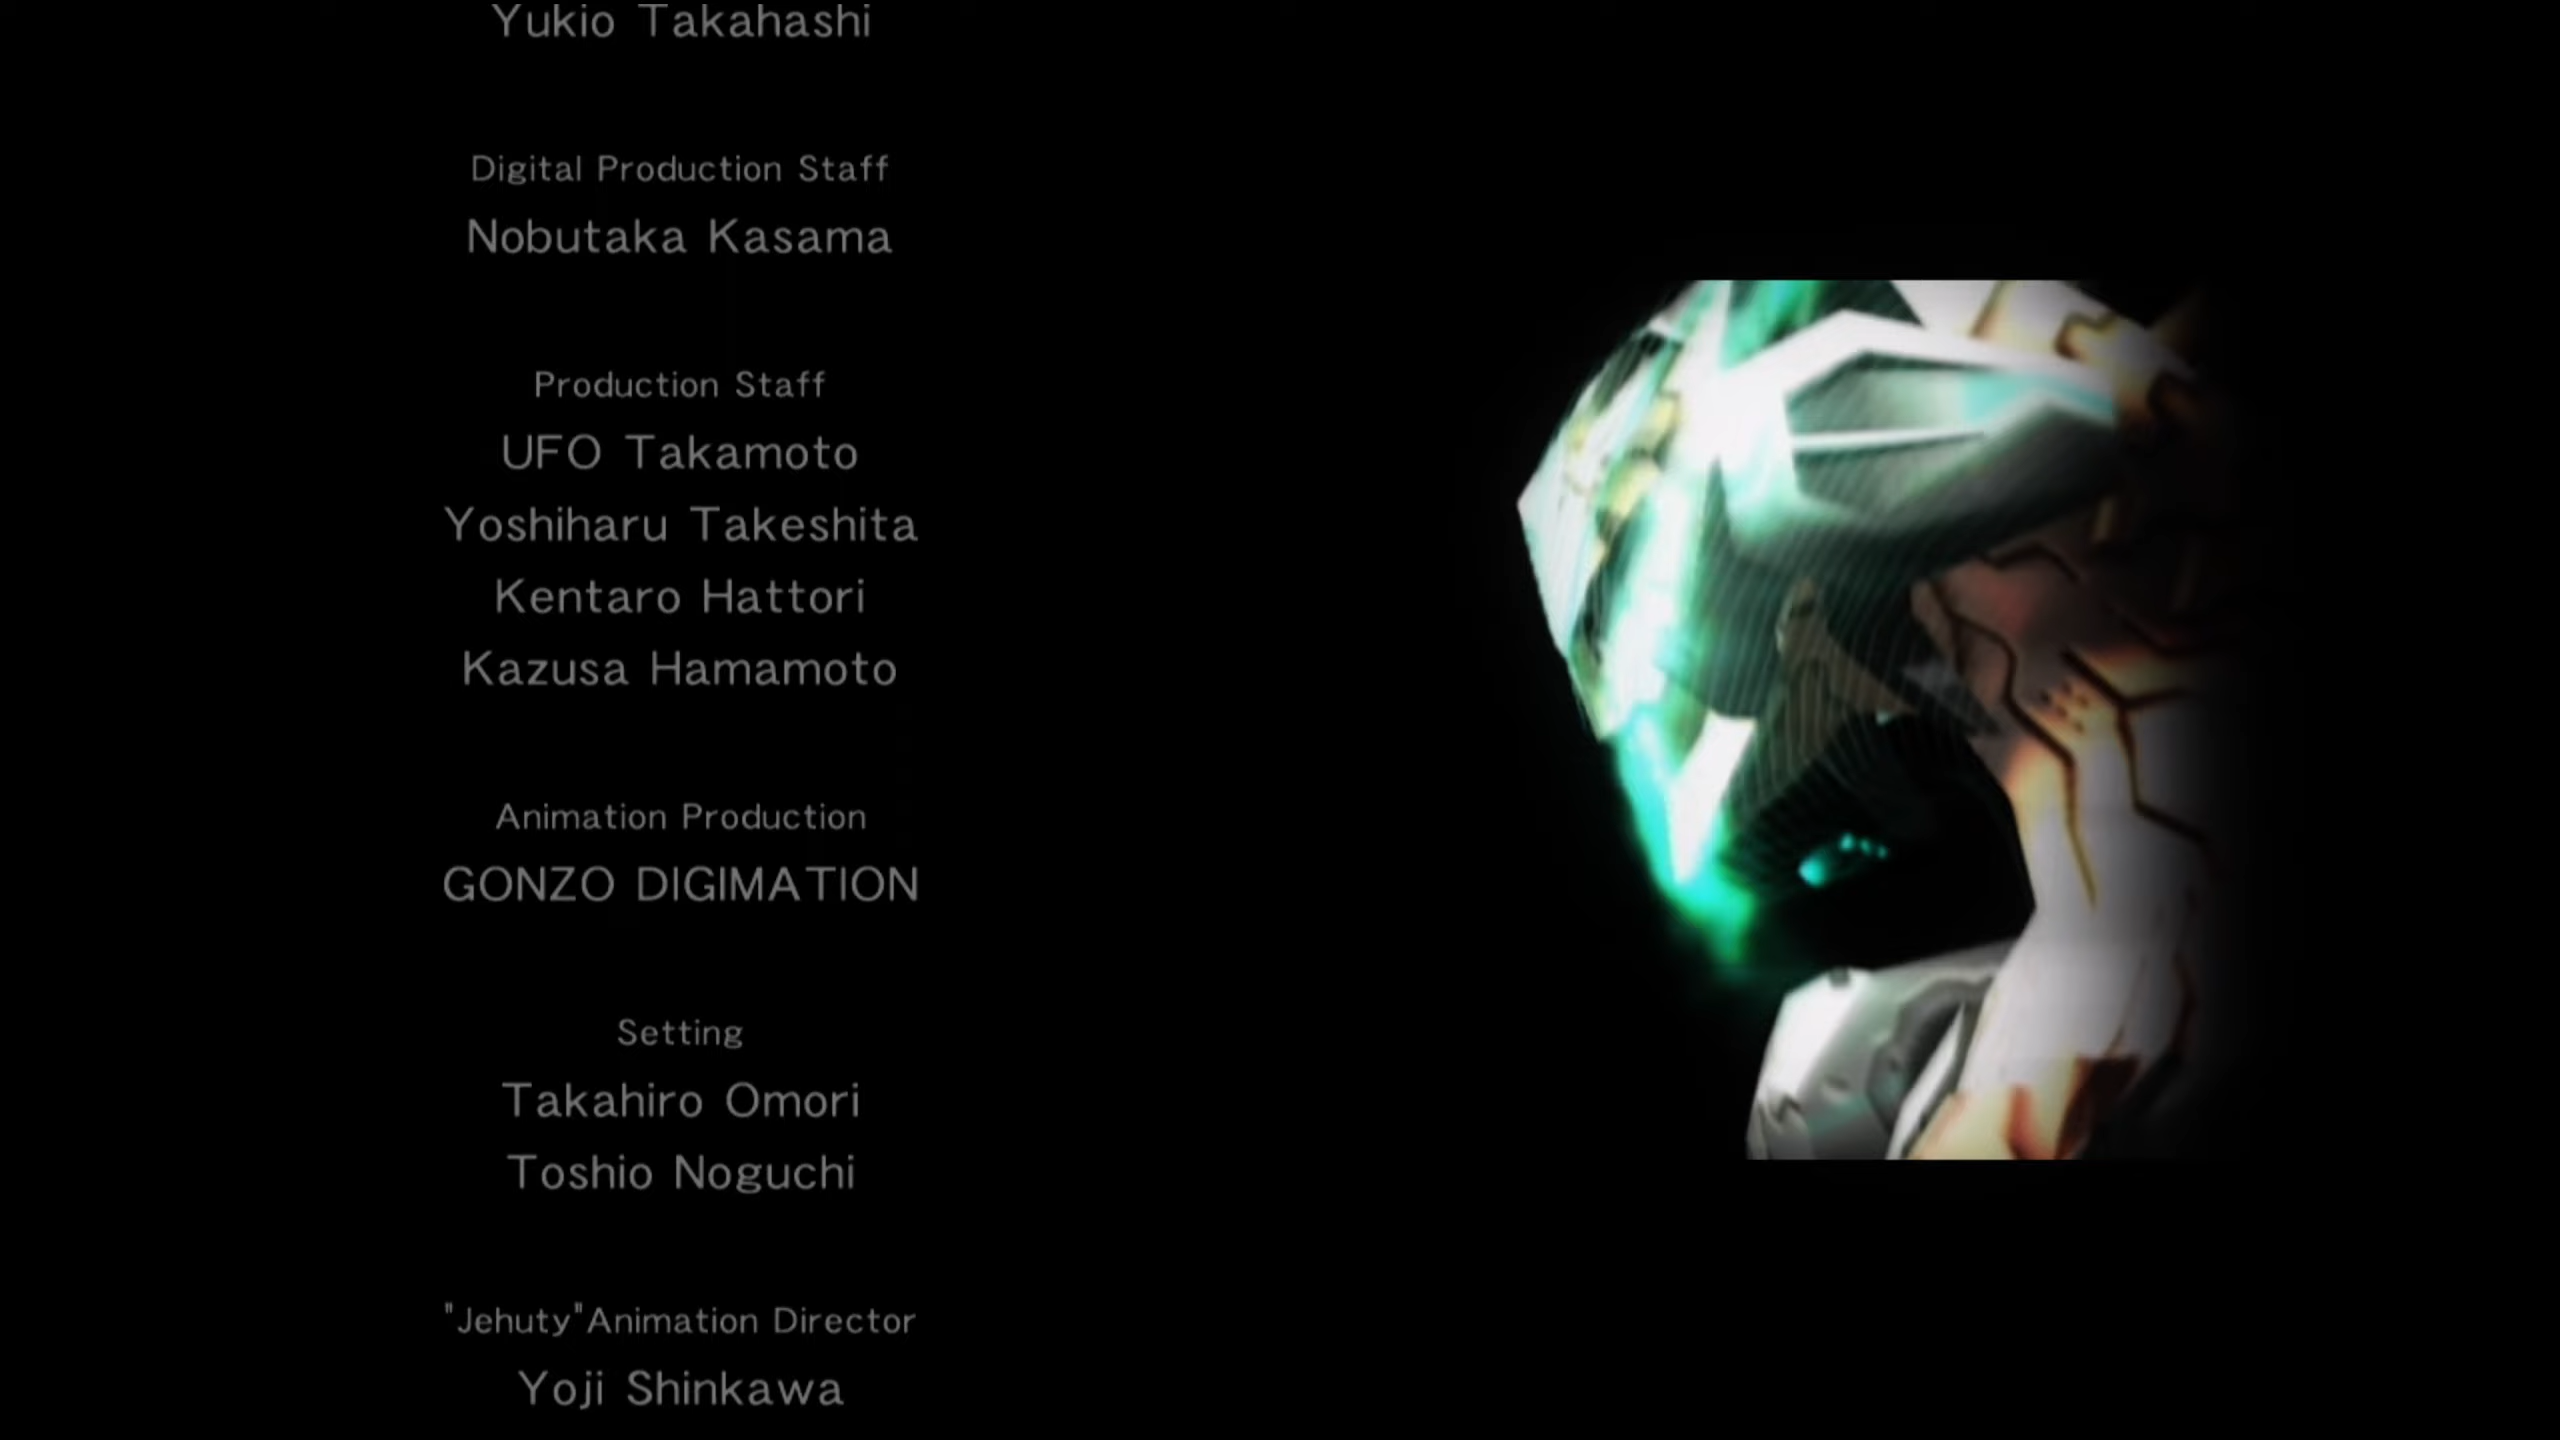 Yukio Takahashi
Digital Production Staff
Nobutaka Kasama
Production Staff
UFO Takamoto
Yoshiharu Takeshita
Kentaro Hattori
Kazusa Hamamoto
Animation Production
GONZO DIGIMATION
Setting
Takahiro Omori
Toshio Noguchi
"Jehuty"Animation Director
Yoji Shinkawa